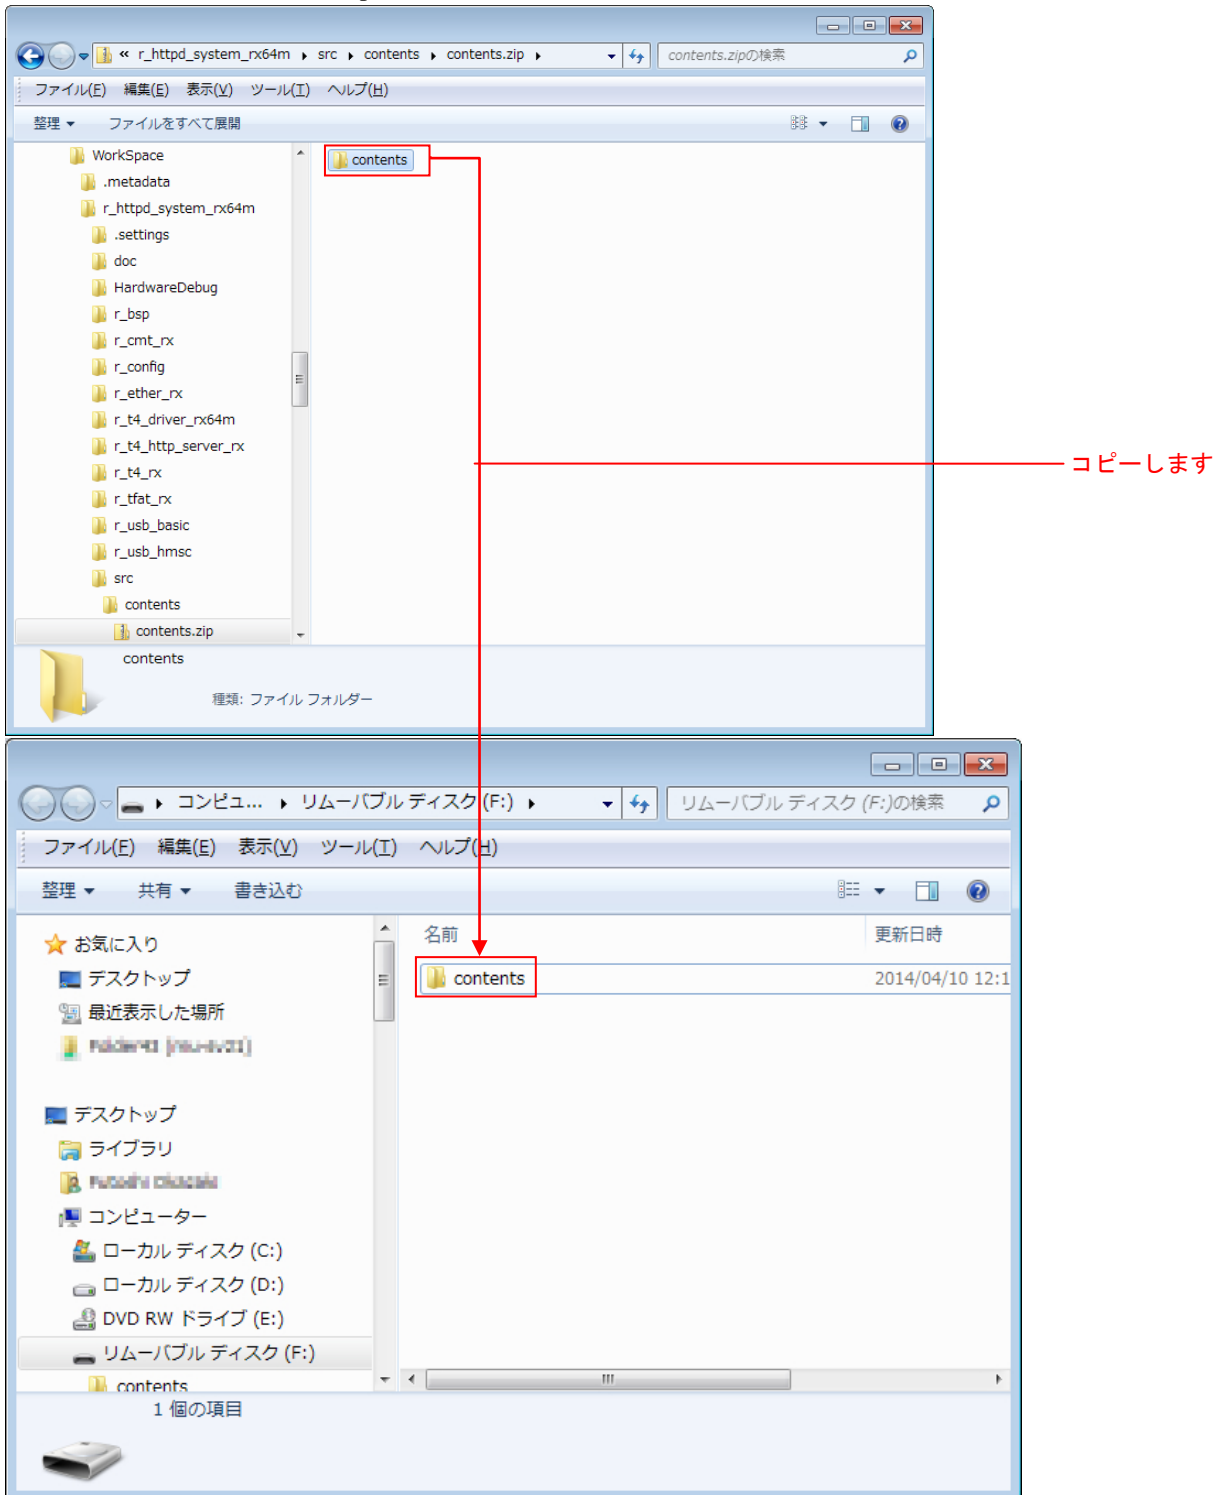 « r_httpd_system_rx64m ▸ src ▸ contents ▸ contents.zip ▸
contents.zipの検索
ファイル(F) 編集(E) 表示(V) ツール(T) ヘルプ(H)
整理 ファイルをすべて展開
WorkSpace
.metadata
r_httpd_system_rx64m
.settings
doc
HardwareDebug
r_bsp
r_cmt_rx
r_config
r_ether_rx
r_t4_driver_rx64m
r_t4_http_server_rx
r_t4_rx
r_tfat_rx
r_usb_basic
r_usb_hmsc
src
contents
contents.zip
contents
contents
種類: ファイル フォルダー
コピーします
▸ コンピュ... ▸ リムーバブル ディスク (F:) ▸
リムーバブル ディスク (F:)の検索
ファイル(F) 編集(E) 表示(V) ツール(T) ヘルプ(H)
整理 共有 書き込む
お気に入り
デスクトップ
最近表示した場所
デスクトップ
ライブラリ
コンピューター
ローカル ディスク (C:)
ローカル ディスク (D:)
DVD RW ドライブ (E:)
リムーバブル ディスク (F:)
contents
名前 更新日時
contents 2014/04/10 12:1
1 個の項目